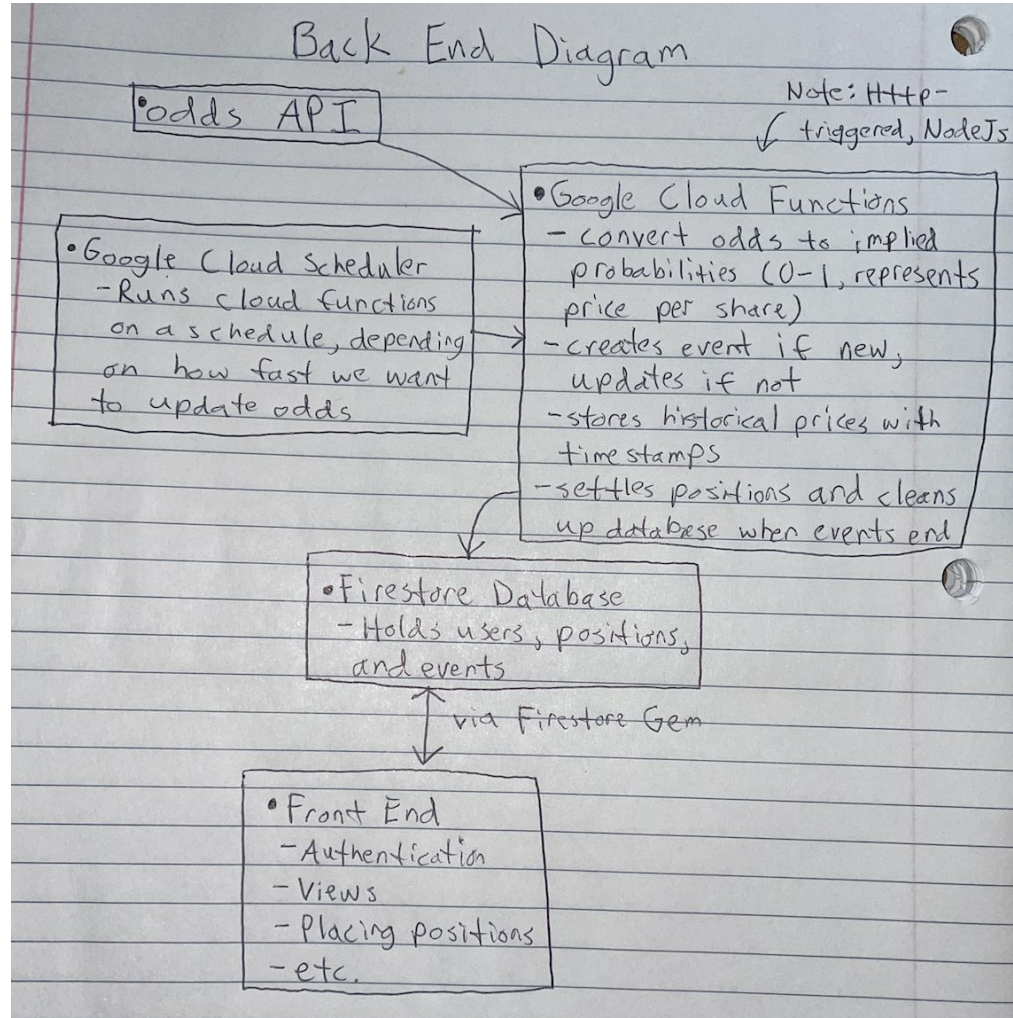 Back End Diagram
•odds API
Note: Http-
triggered, NodeJs
•Google Cloud Functions
- convert odds to implied
probabilities (0-1, represents
price per share)
-creates event if new,
updates if not
-stores historical prices with
timestamps
-settles positions and cleans
up database when events end
•Google Cloud Scheduler
-Runs cloud functions
on a schedule, depending
on how fast we want
to update odds
•Firestore Database
-Holds users, positions,
and events
via Firestore Gem
•Front End
-Authentication
-Views
-Placing positions
-etc.